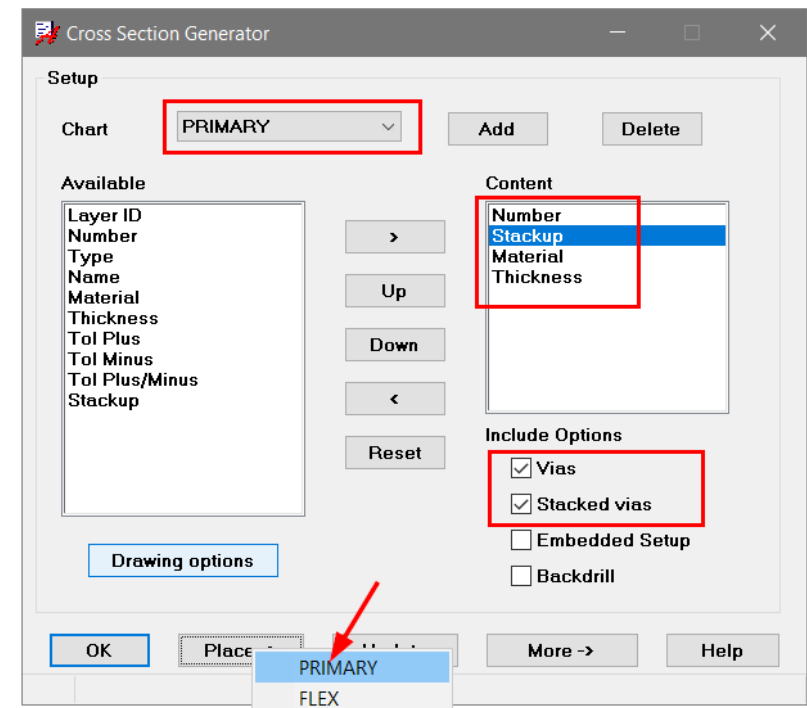 Cross Section Generator
Setup
Chart PRIMARY Add Delete
Available
Layer ID
Number
Type
Name
Material
Thickness
Tol Plus
Tol Minus
Tol Plus/Minus
Stackup
>
Up
Down
<
Reset
Content
Number
Stackup
Material
Thickness
Include Options
Vias
Stacked vias
Embedded Setup
Backdrill
Drawing options
OK Place More -> Help
PRIMARY
FLEX